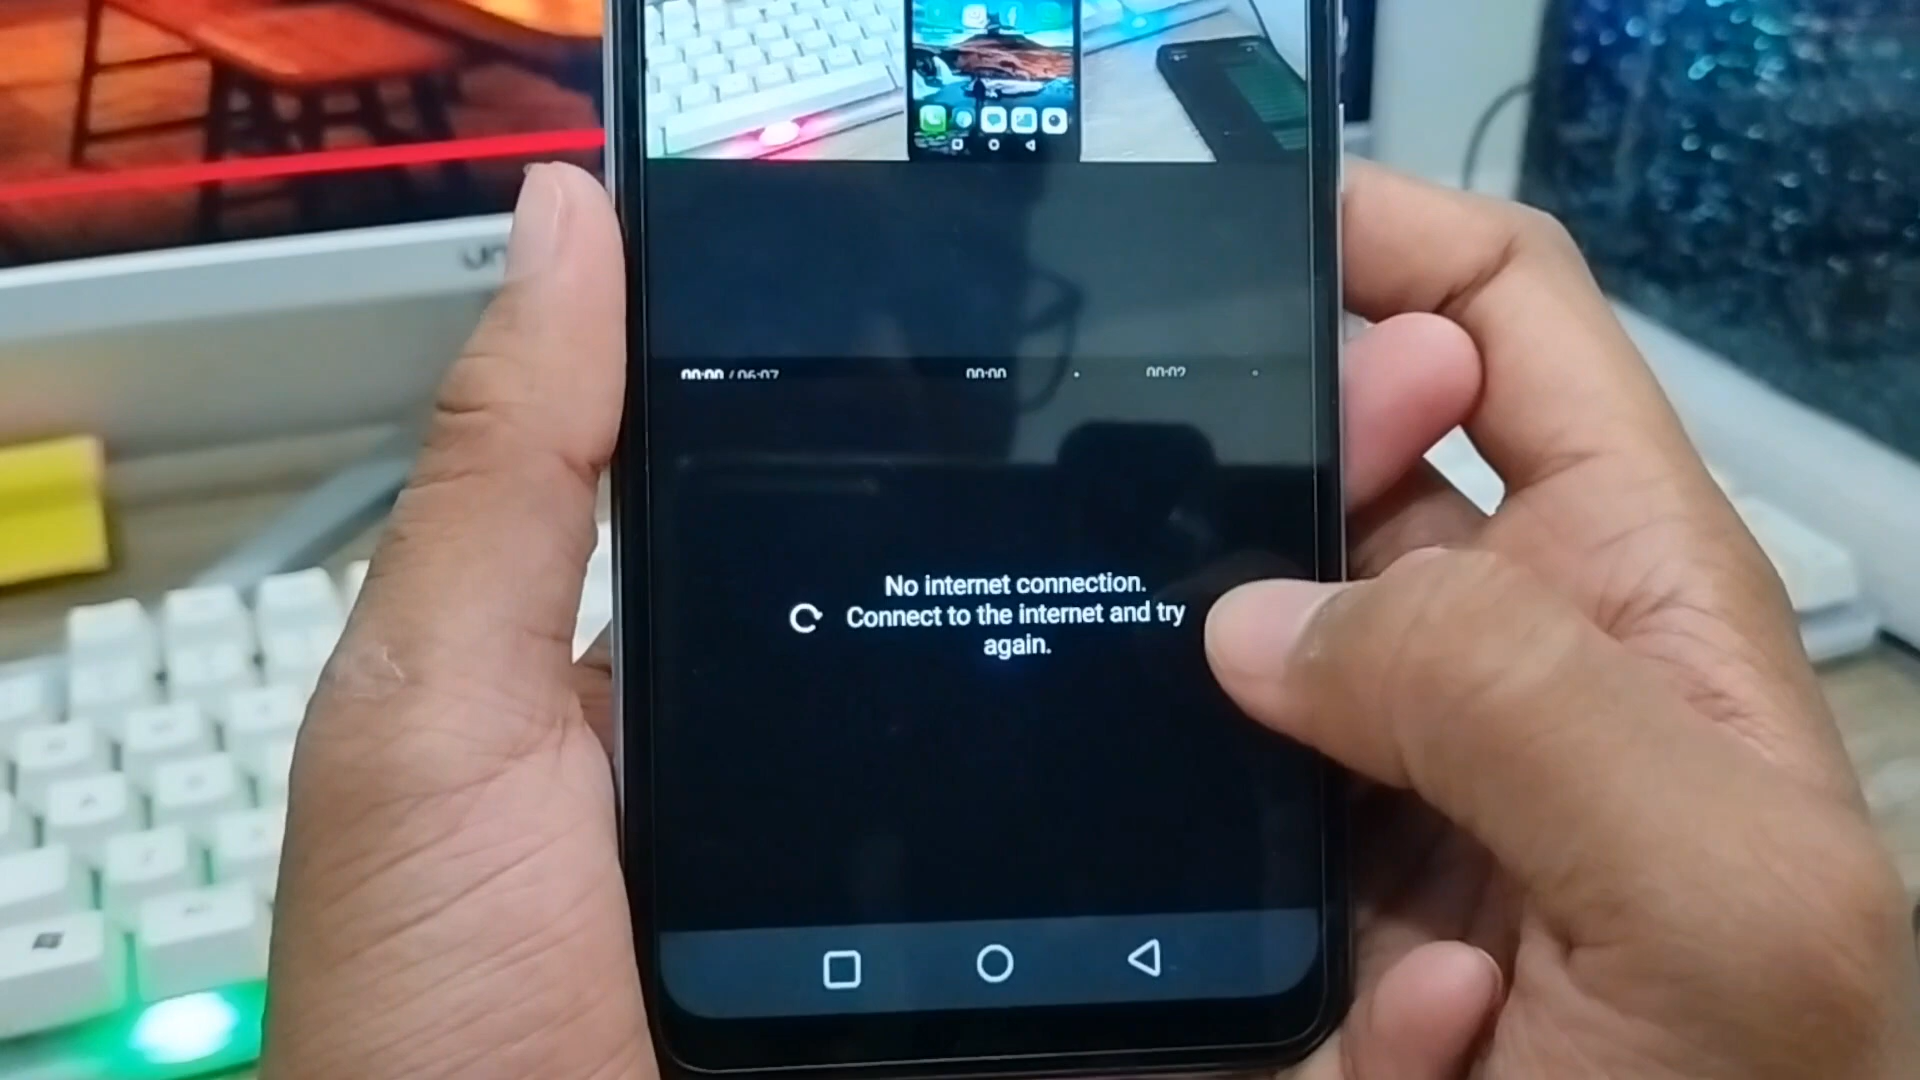 00:00 / 06:07 00:00 00:02
No internet connection.
Connect to the internet and try
again.